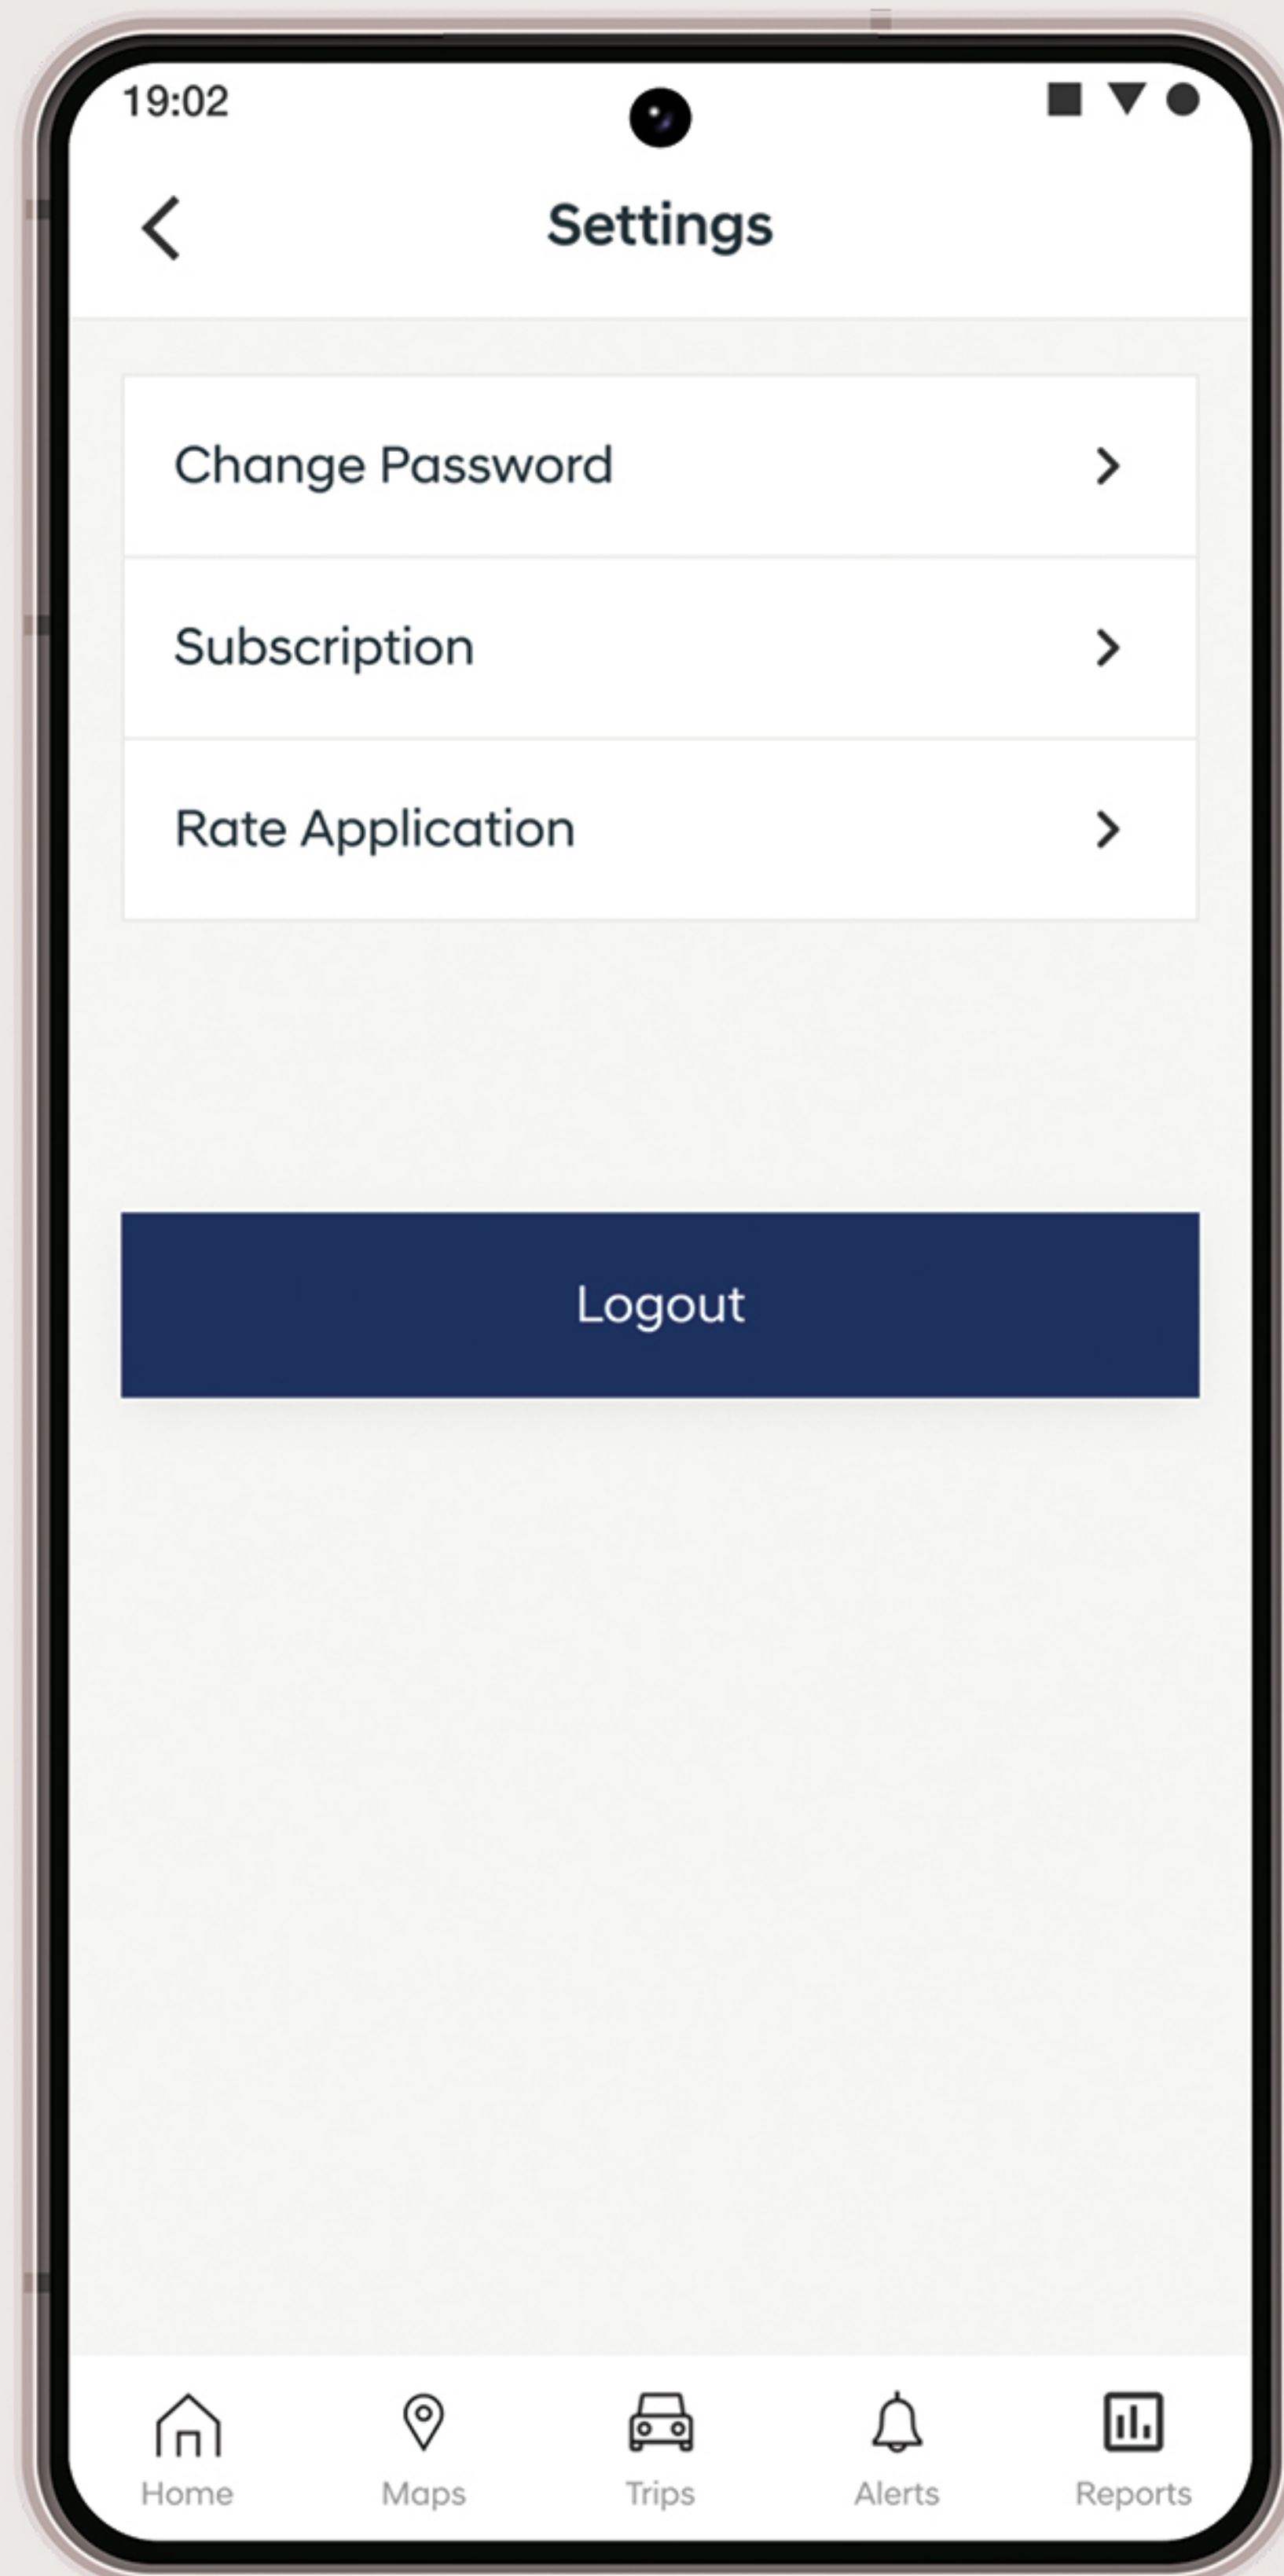 19:02
Settings
Change Password
Subscription
Rate Application
Logout
Home
Maps
Trips
Alerts
Reports